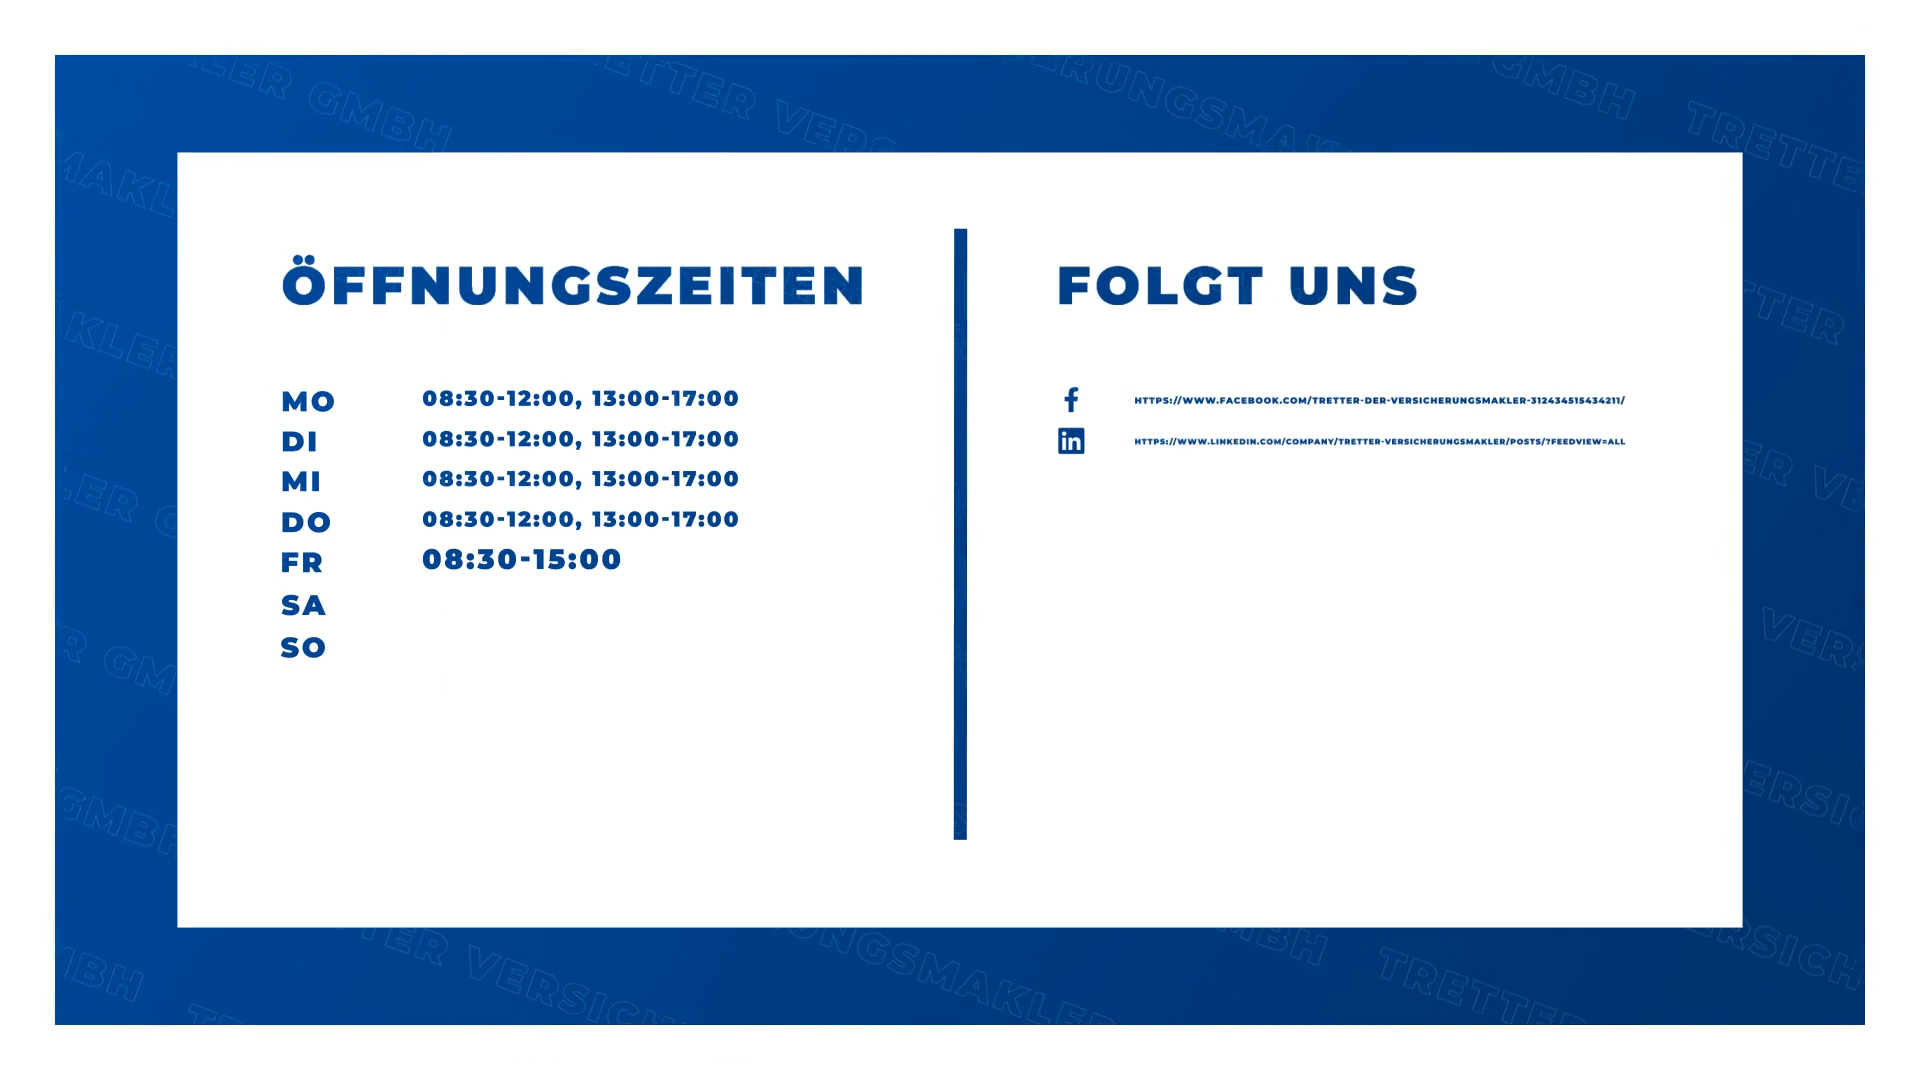 ÖFFNUNGSZEITEN
MO 08:30-12:00, 13:00-17:00
DI 08:30-12:00, 13:00-17:00
MI 08:30-12:00, 13:00-17:00
DO 08:30-12:00, 13:00-17:00
FR 08:30-15:00
SA
SO
FOLGT UNS
HTTPS://WWW.FACEBOOK.COM/TRETTER-DER-VERSICHERUNGSMAKLER-312434515434211/
HTTPS://WWW.LINKEDIN.COM/COMPANY/TRETTER-VERSICHERUNGSMAKLER/POSTS/?FEEDVIEW=ALL